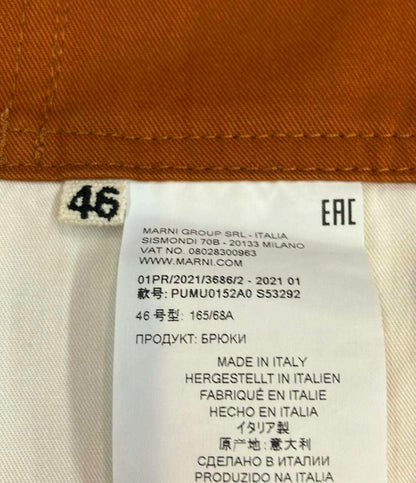 46
EAC
MARNI GROUP SRL - ITALIA
SISMONDI 70B - 20133 MILANO
VAT NO. 08028300963
WWW.MARNI.COM
01PR/2021/3686/2 - 2021 01
款号: PUMU0152A0 S53292
46 号型: 165/68A
ПРОДУКТ: БРЮКИ
MADE IN ITALY
HERGESTELLT IN ITALIEN
FABRIQUÉ EN ITALIE
HECHO EN ITALIA
イタリア製
原产地: 意大利
СДЕЛАНО В ИТАЛИИ
PRODUZIDO NA ITALIA